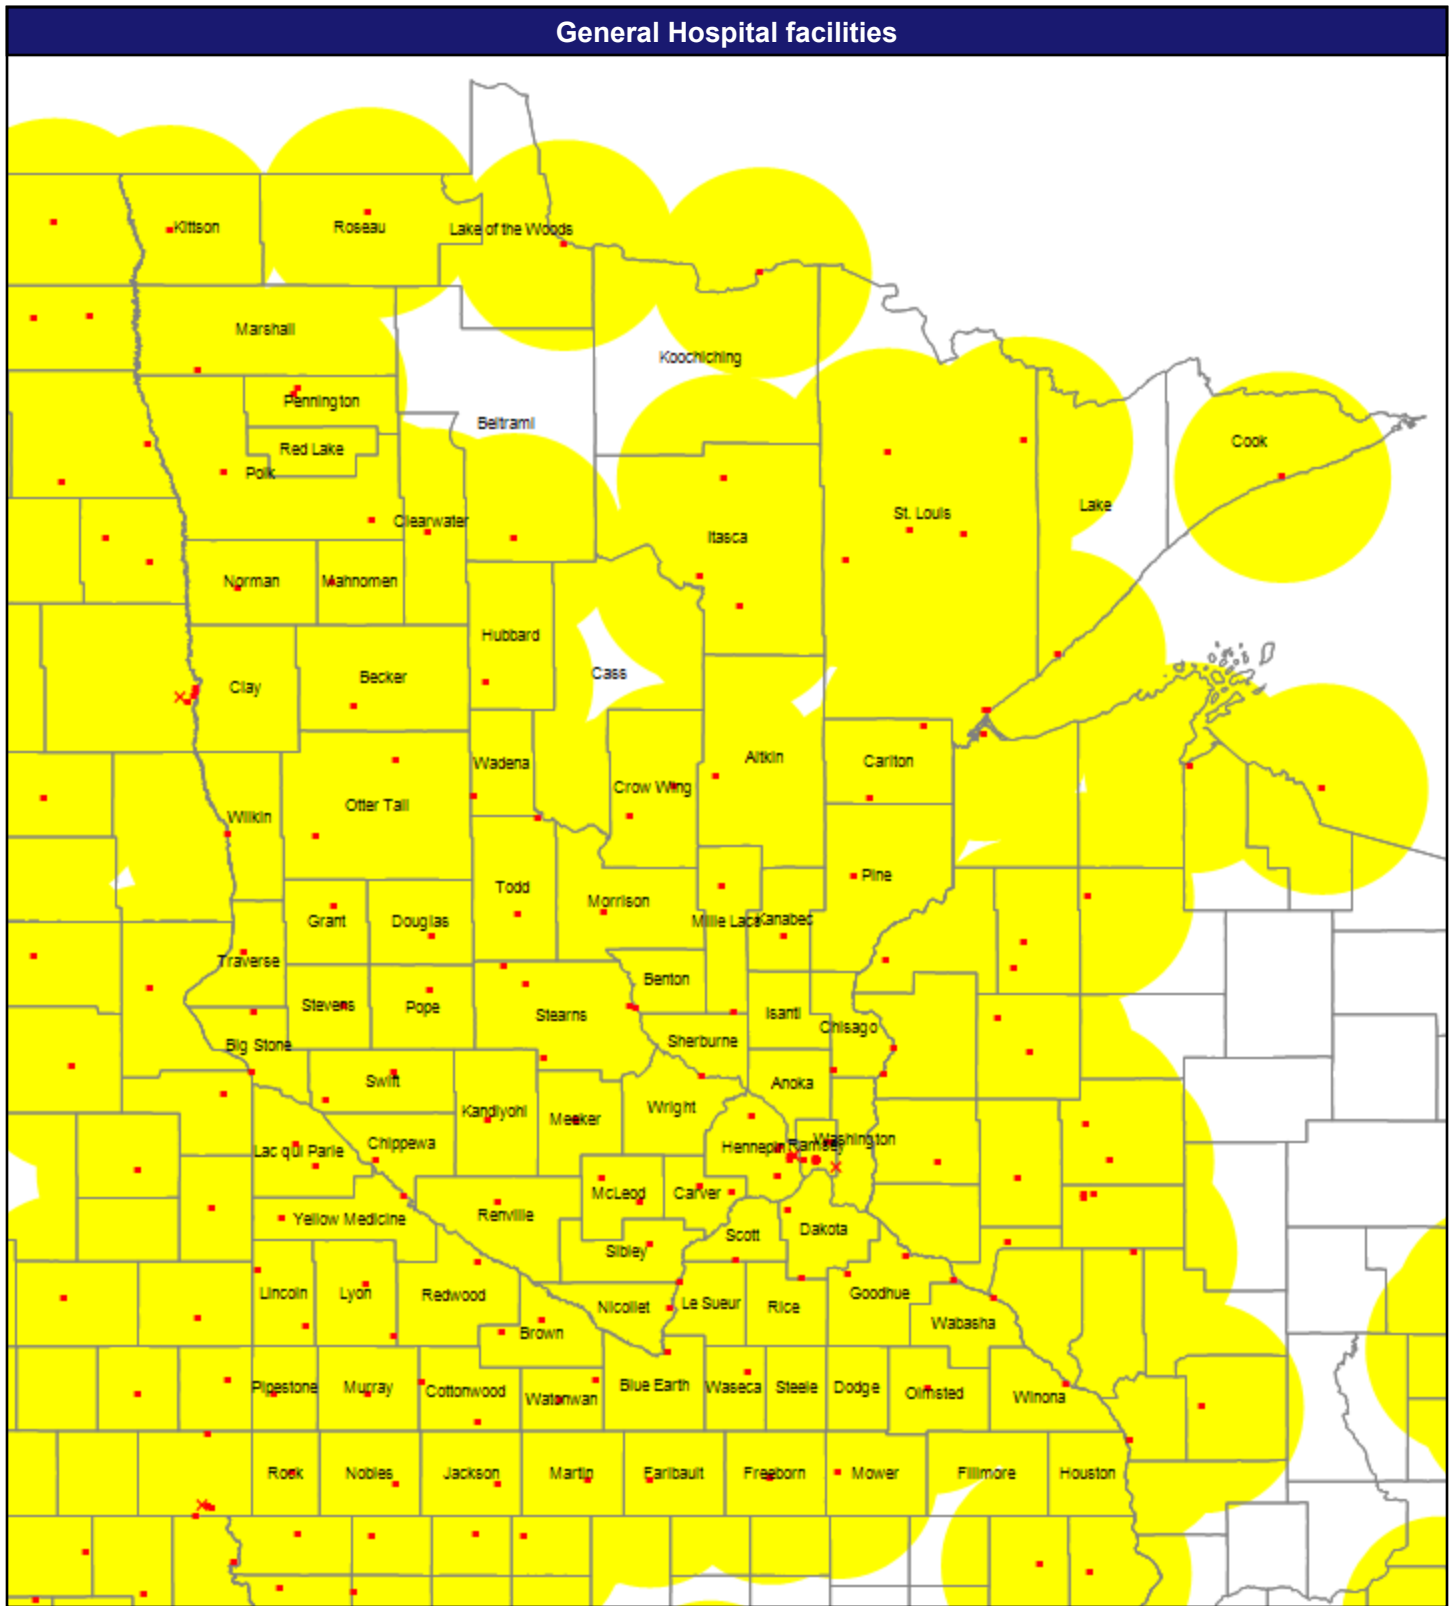 General Hospital facilities
Kittson
Roseau
Lake of the Woods
Marshall
Koochiching
Pennington
Beltrami
Red Lake
Polk
Cook
Clearwater
St. Louis
Lake
Itasca
Norman
Mahnomen
Hubbard
Cass
Clay
Becker
Wadena
Aitkin
Carlton
Crow Wing
Otter Tail
Wilkin
Todd
Morrison
Pine
Grant
Douglas
Mille Lacs
Kanabec
Traverse
Benton
Stevens
Pope
Stearns
Isanti
Chisago
Big Stone
Sherburne
Swift
Anoka
Kandiyohi
Meeker
Wright
Lac qui Parle
Chippewa
Hennepin
Ramsey
Washington
McLeod
Carver
Yellow Medicine
Renville
Scott
Dakota
Sibley
Lincoln
Lyon
Redwood
Nicollet
Le Sueur
Rice
Goodhue
Brown
Wabasha
Pipestone
Murray
Cottonwood
Watonwan
Blue Earth
Waseca
Steele
Dodge
Olmsted
Winona
Rock
Nobles
Jackson
Martin
Faribault
Freeborn
Mower
Fillmore
Houston